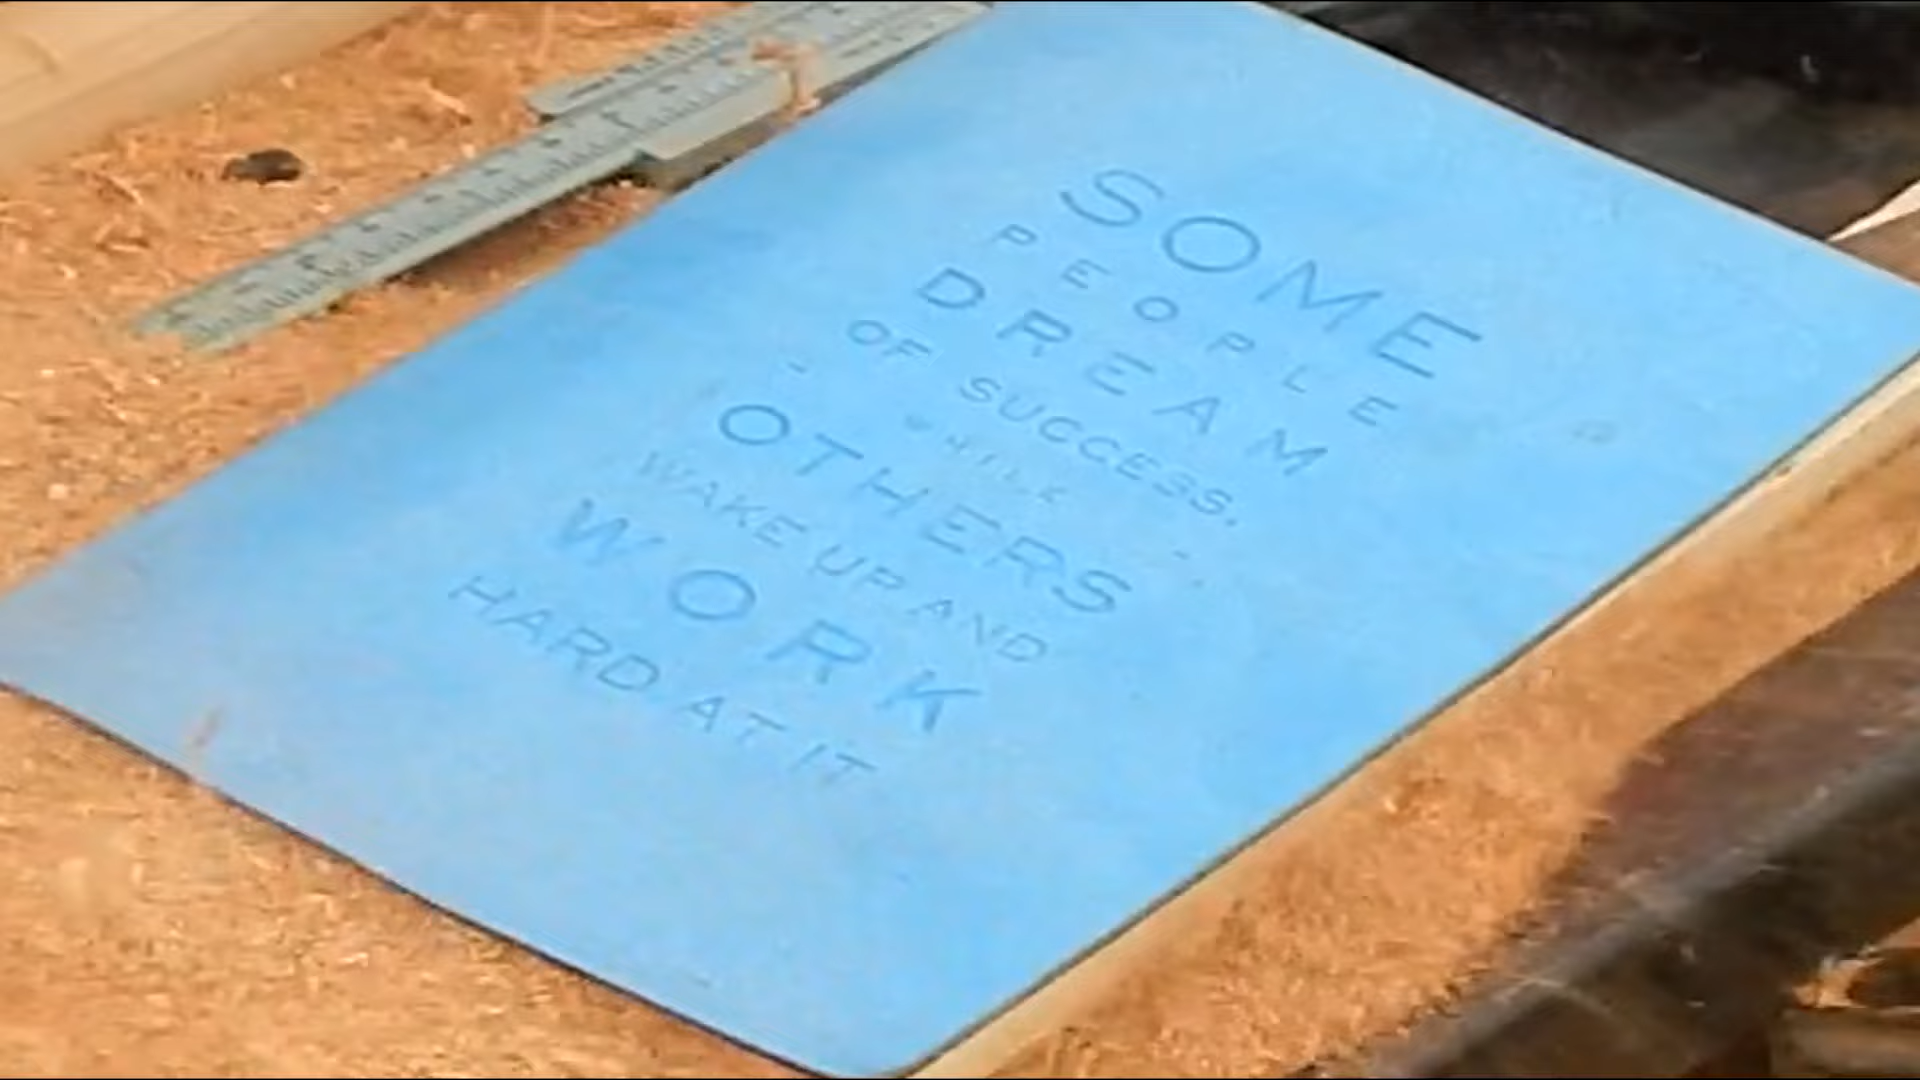 SOME
PEOPLE
DREAM
OF SUCCESS.
- WHILE -
OTHERS
WAKE UP AND
WORK
HARD AT IT